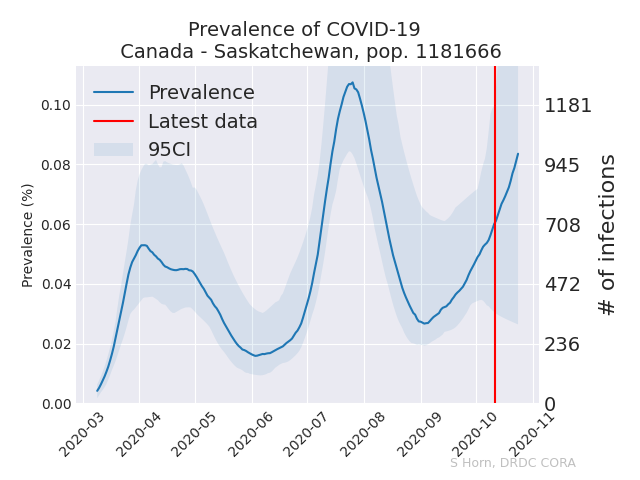 Prevalence of COVID-19
Canada - Saskatchewan, pop. 1181666
Prevalence
Latest data
95CI
Prevalence (%)
0.10
0.08
0.06
0.04
0.02
0.00
1181
945
708
472
236
0
# of infections
2020-03
2020-04
2020-05
2020-06
2020-07
2020-08
2020-09
2020-10
2020-11
S Horn, DRDC CORA